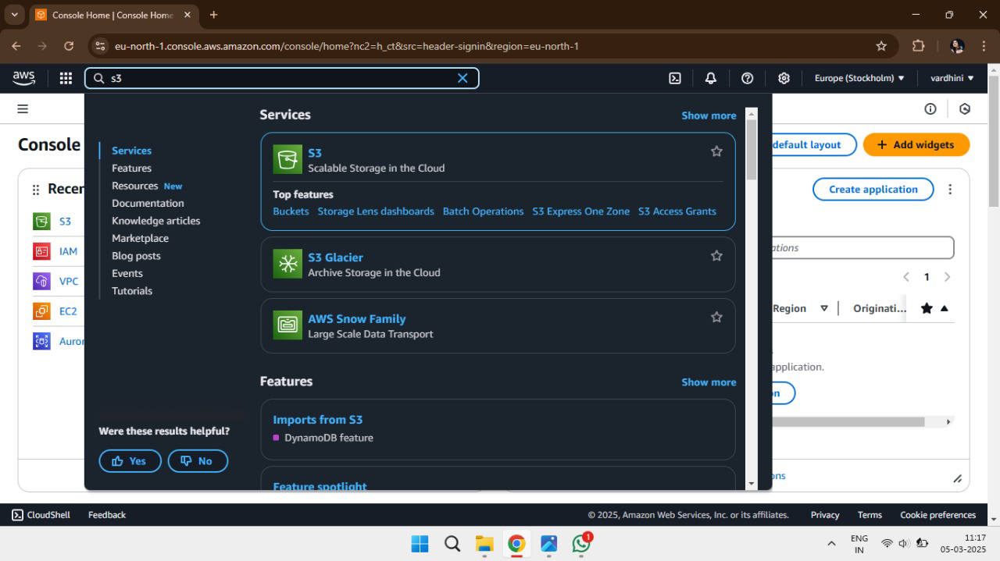 Console Home | Console Home
eu-north-1.console.aws.amazon.com/console/home?nc2=h_ct&src=header-signin&region=eu-north-1
aws
s3
Europe (Stockholm)
vardhini
Console
default layout
+ Add widgets
Services
Features
Resources New
Documentation
Knowledge articles
Marketplace
Blog posts
Events
Tutorials
Were these results helpful?
Yes
No
Services
Show more
S3
Scalable Storage in the Cloud
Top features
Buckets Storage Lens dashboards Batch Operations S3 Express One Zone S3 Access Grants
S3 Glacier
Archive Storage in the Cloud
AWS Snow Family
Large Scale Data Transport
Features
Show more
Imports from S3
DynamoDB feature
Feature spotlight
Recen
S3
IAM
VPC
EC2
Auror
Create application
ations
1
Region
Originati...
application.
on
ons
CloudShell
Feedback
© 2025, Amazon Web Services, Inc. or its affiliates.
Privacy
Terms
Cookie preferences
1
ENG
IN
11:17
05-03-2025